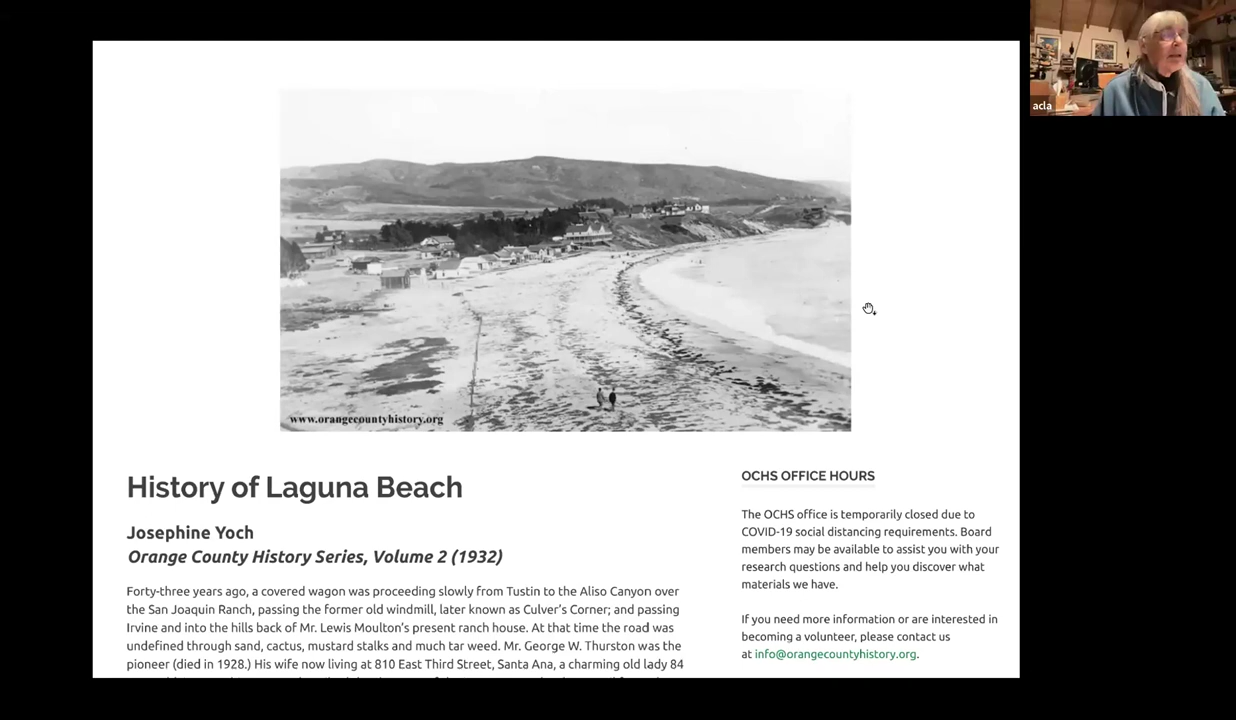 acla
www.orangecountyhistory.org
History of Laguna Beach
Josephine Yoch
Orange County History Series, Volume 2 (1932)
Forty-three years ago, a covered wagon was proceeding slowly from Tustin to the Aliso Canyon over
the San Joaquin Ranch, passing the former old windmill, later known as Culver's Corner; and passing
Irvine and into the hills back of Mr. Lewis Moulton's present ranch house. At that time the road was
undefined through sand, cactus, mustard stalks and much tar weed. Mr. George W. Thurston was the
pioneer (died in 1928.) His wife now living at 810 East Third Street, Santa Ana, a charming old lady 84
OCHS OFFICE HOURS
The OCHS office is temporarily closed due to
COVID-19 social distancing requirements. Board
members may be available to assist you with your
research questions and help you discover what
materials we have.
If you need more information or are interested in
becoming a volunteer, please contact us
at info@orangecountyhistory.org.